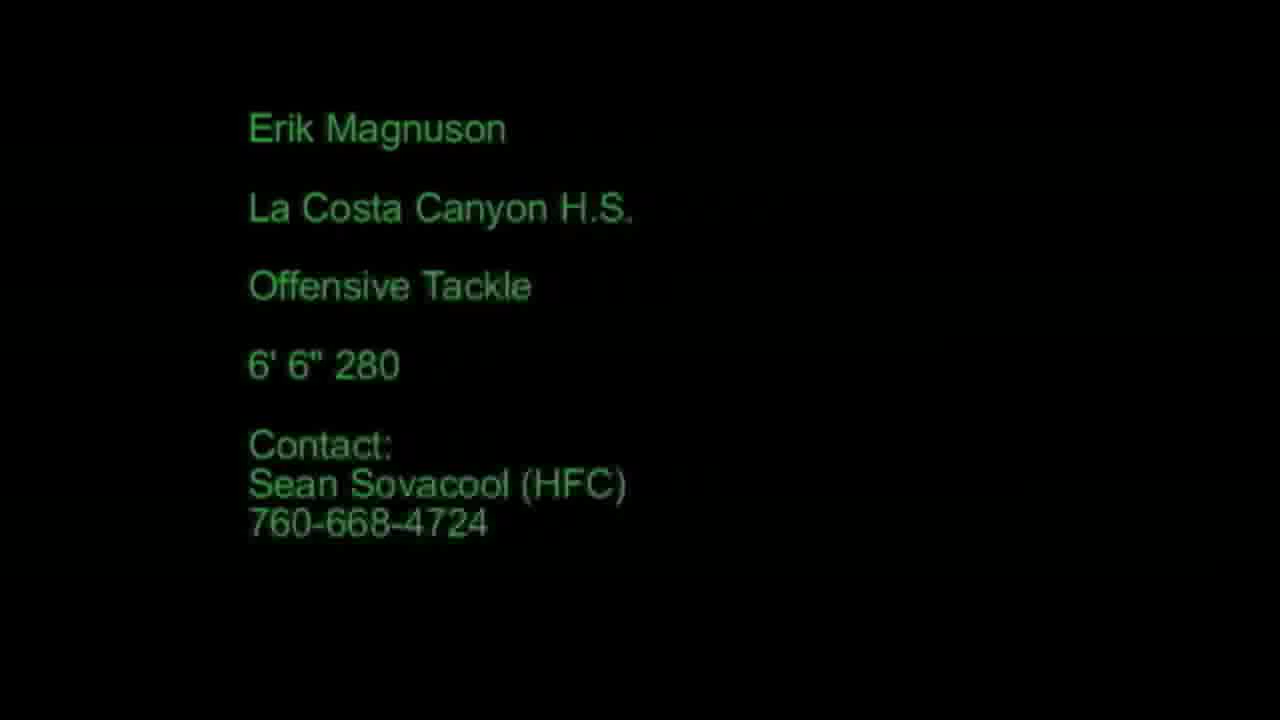 Erik Magnuson
La Costa Canyon H.S.
Offensive Tackle
6' 6" 280
Contact:
Sean Sovacool (HFC)
760-668-4724